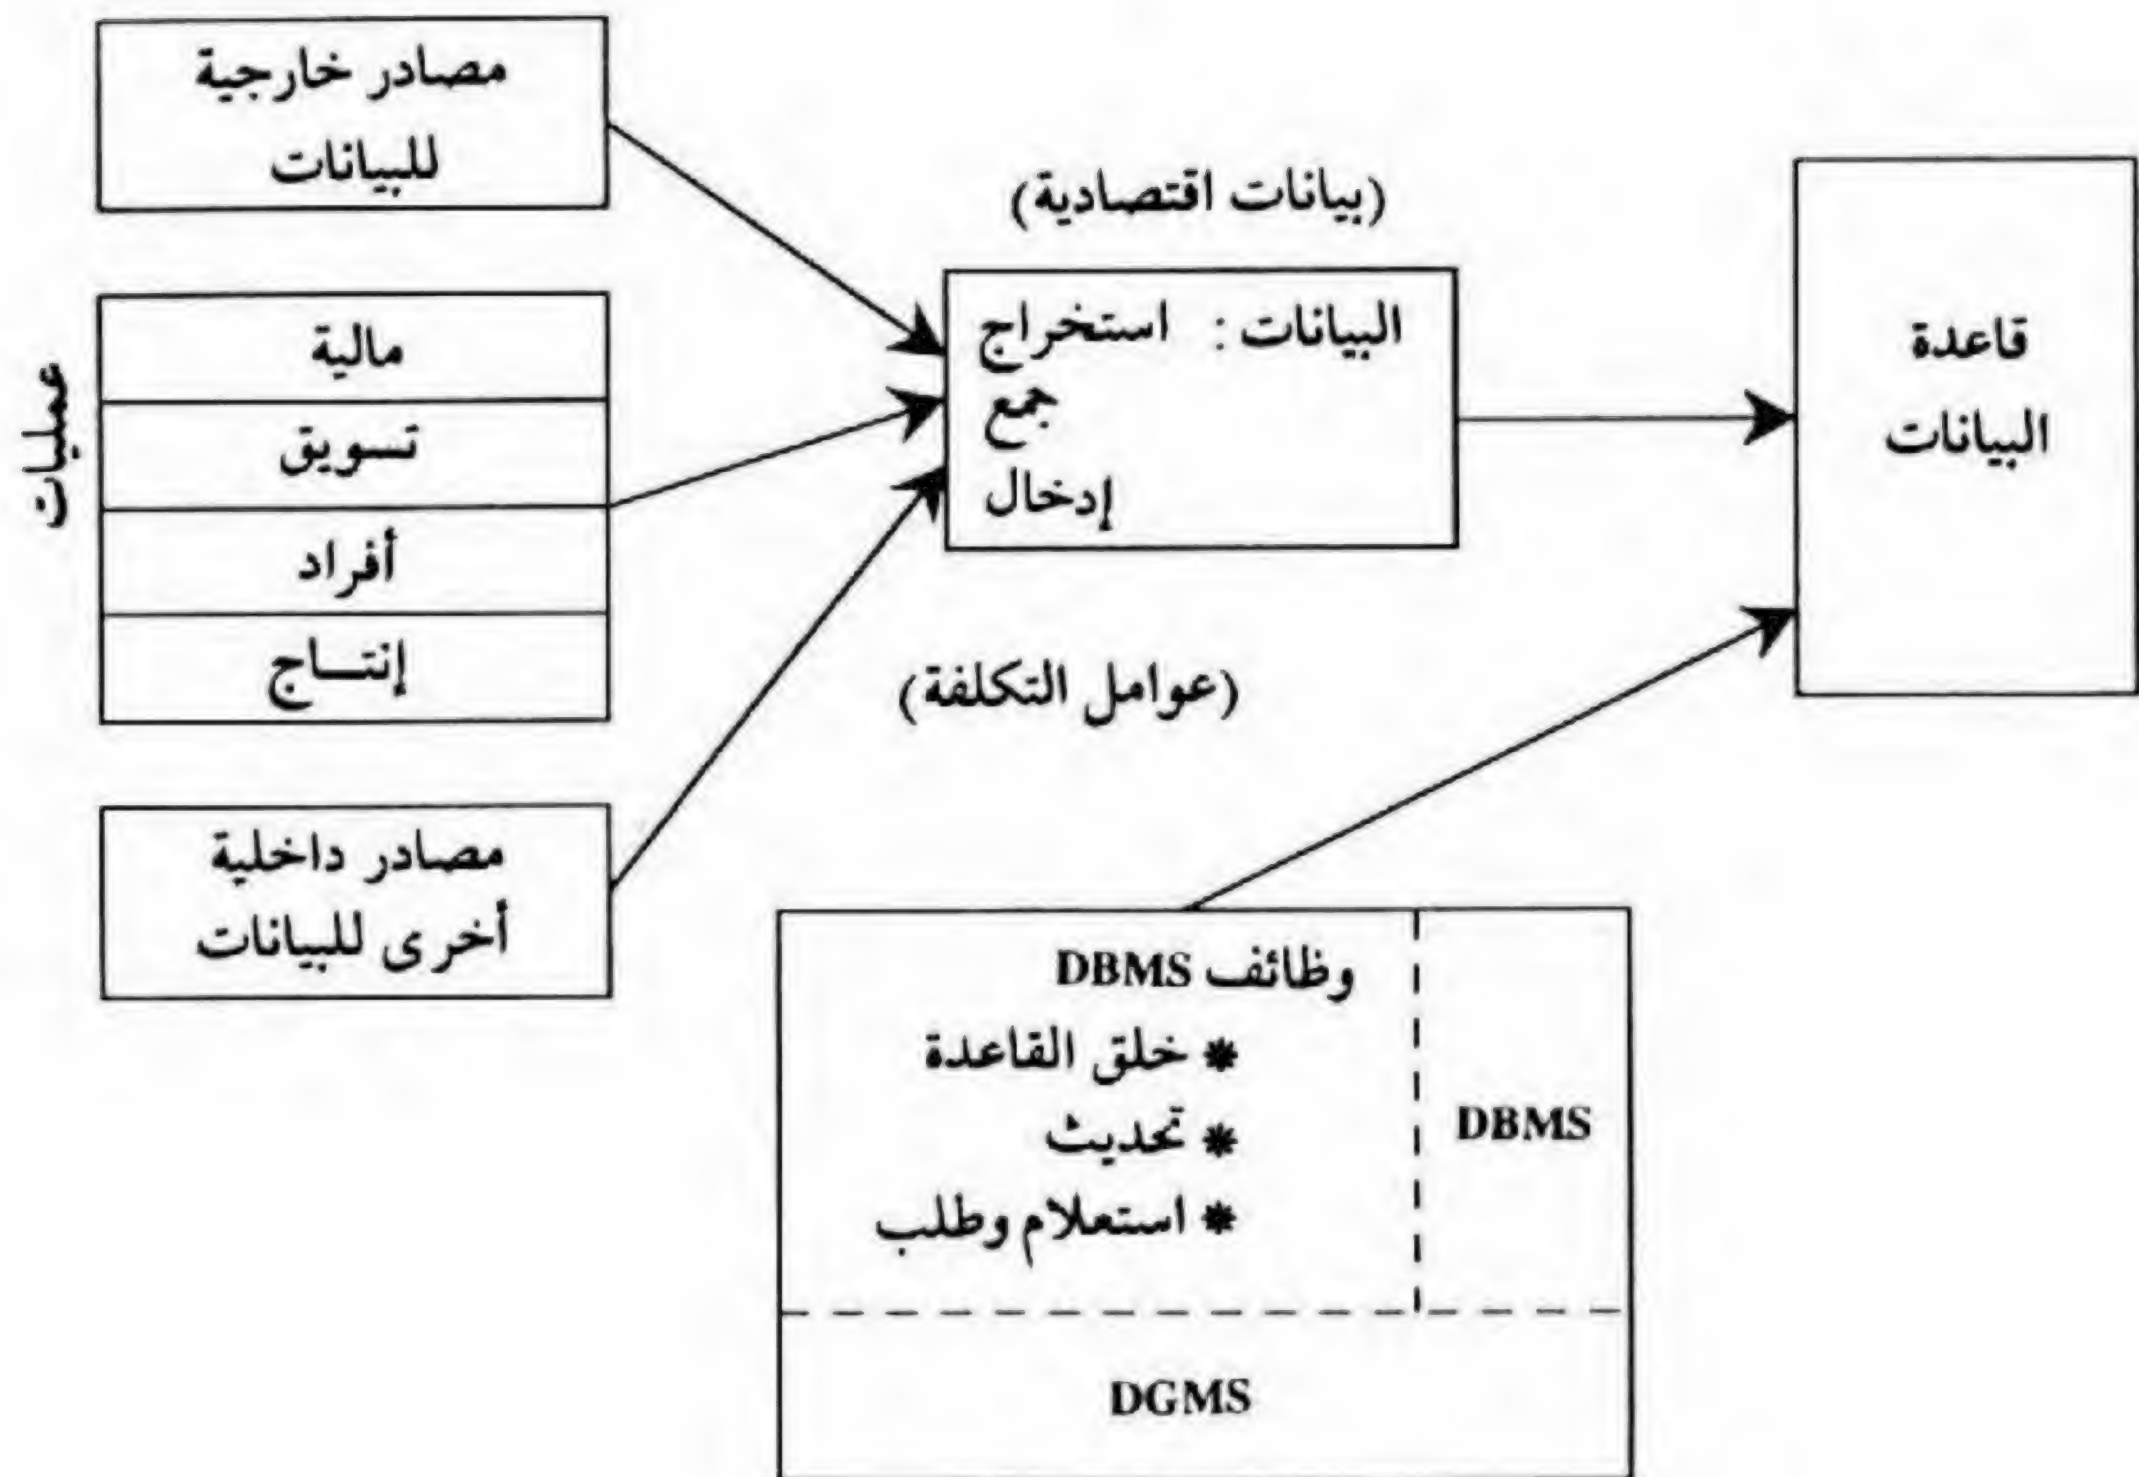 مصادر خارجية
للبيانات
(بيانات اقتصادية)
عمليات
مالية
تسويق
أفراد
إنتـــاج
البيانات : استخراج
جمع
إدخال
قاعدة
البيانات
(عوامل التكلفة)
مصادر داخلية
أخرى للبيانات
وظائف DBMS
* خلق القاعدة
* تحديث
* استعلام وطلب
DBMS
DGMS